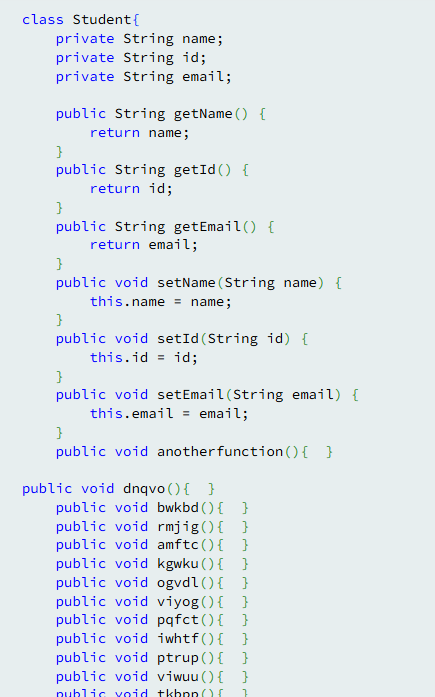 class Student{
    private String name;
    private String id;
    private String email;

    public String getName() {
        return name;
    }
    public String getId() {
        return id;
    }
    public String getEmail() {
        return email;
    }
    public void setName(String name) {
        this.name = name;
    }
    public void setId(String id) {
        this.id = id;
    }
    public void setEmail(String email) {
        this.email = email;
    }
    public void anotherfunction(){  }

public void dnqvo(){  }
    public void bwkbd(){  }
    public void rmjig(){  }
    public void amftc(){  }
    public void kgwku(){  }
    public void ogvdl(){  }
    public void viyog(){  }
    public void pqfct(){  }
    public void iwhtf(){  }
    public void ptrup(){  }
    public void viwuu(){  }
    public void